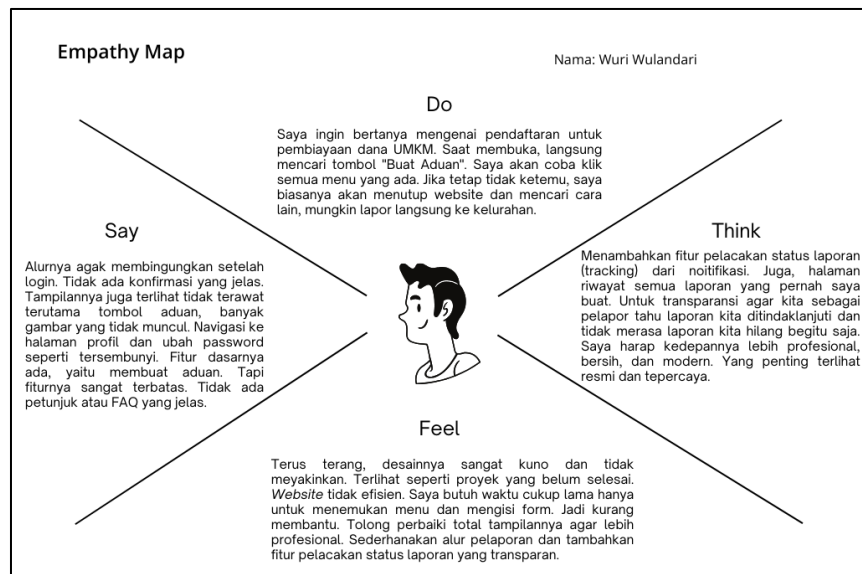 Empathy Map
Nama: Wuri Wulandari
Do
Saya ingin bertanya mengenai pendaftaran untuk
pembiayaan dana UMKM. Saat membuka, langsung
mencari tombol "Buat Aduan". Saya akan coba klik
semua menu yang ada. Jika tetap tidak ketemu, saya
biasanya akan menutup website dan mencari cara
lain, mungkin lapor langsung ke kelurahan.
Say
Alurnya agak membingungkan setelah
login. Tidak ada konfirmasi yang jelas.
Tampilannya juga terlihat tidak terawat
terutama tombol aduan, banyak
gambar yang tidak muncul. Navigasi ke
halaman profil dan ubah password
seperti tersembunyi. Fitur dasarnya
ada, yaitu membuat aduan. Tapi
fiturnya sangat terbatas. Tidak ada
petunjuk atau FAQ yang jelas.
Think
Menambahkan fitur pelacakan status laporan
(tracking) dari noitifikasi. Juga, halaman
riwayat semua laporan yang pernah saya
buat. Untuk transparansi agar kita sebagai
pelapor tahu laporan kita ditindaklanjuti dan
tidak merasa laporan kita hilang begitu saja.
Saya harap kedepannya lebih profesional,
bersih, dan modern. Yang penting terlihat
resmi dan tepercaya.
Feel
Terus terang, desainnya sangat kuno dan tidak
meyakinkan. Terlihat seperti proyek yang belum selesai.
Website tidak efisien. Saya butuh waktu cukup lama hanya
untuk menemukan menu dan mengisi form. Jadi kurang
membantu. Tolong perbaiki total tampilannya agar lebih
profesional. Sederhanakan alur pelaporan dan tambahkan
fitur pelacakan status laporan yang transparan.